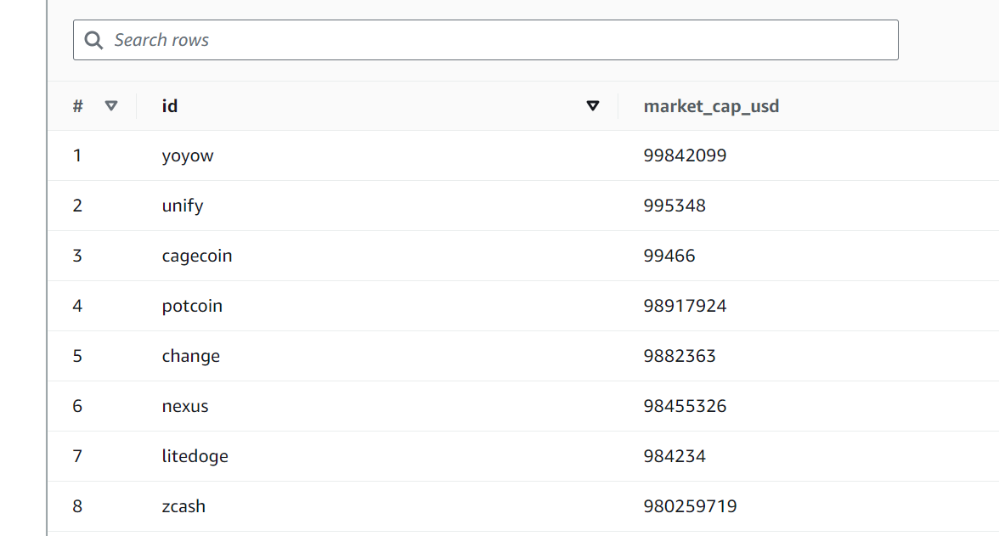 Search rows
# id market_cap_usd
1 yoyow 99842099
2 unify 995348
3 cagecoin 99466
4 potcoin 98917924
5 change 9882363
6 nexus 98455326
7 litedoge 984234
8 zcash 980259719